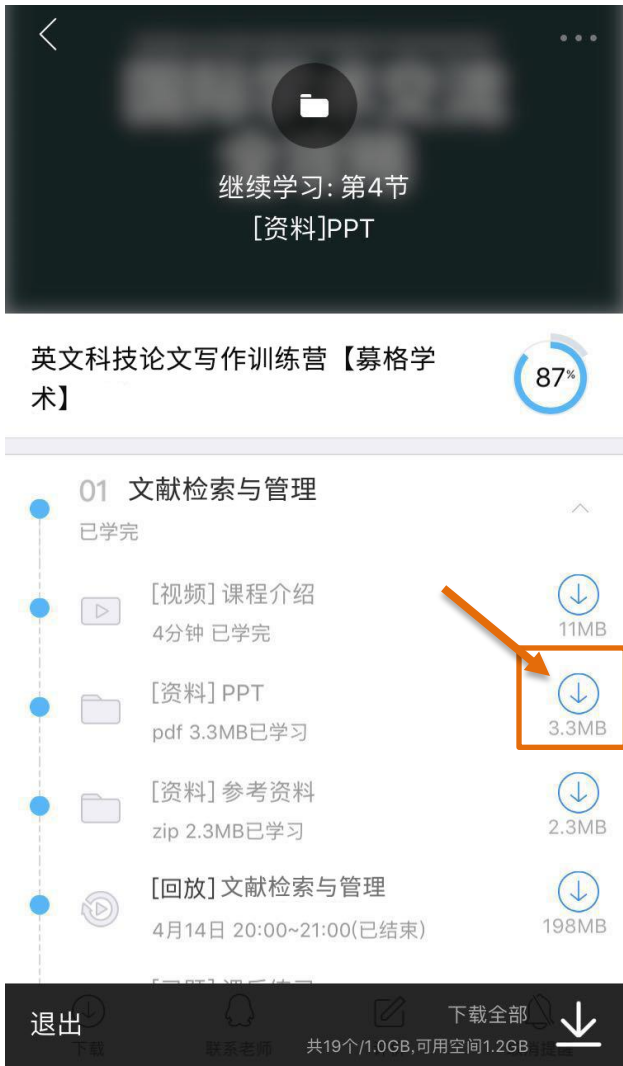 继续学习: 第4节
[资料]PPT
英文科技论文写作训练营【募格学
术】
87%
01 文献检索与管理
已学完
[视频] 课程介绍
4分钟 已学完
11MB
[资料] PPT
pdf 3.3MB已学习
3.3MB
[资料] 参考资料
zip 2.3MB已学习
2.3MB
[回放] 文献检索与管理
4月14日 20:00~21:00(已结束)
198MB
退出
下载全部
共19个/1.0GB,可用空间1.2GB
下载
联系老师